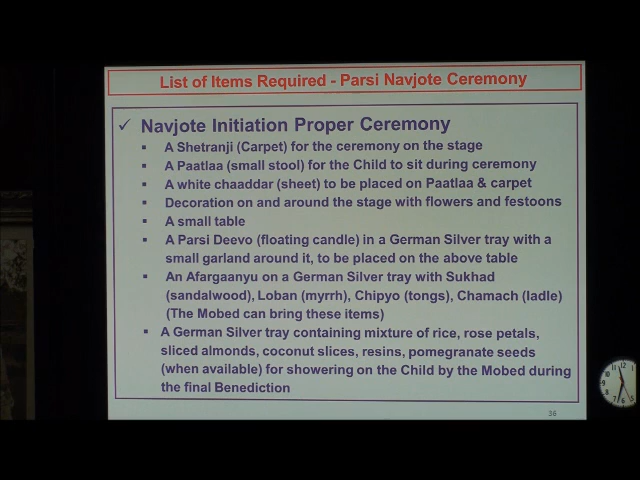 List of Items Required - Parsi Navjote Ceremony
✓ Navjote Initiation Proper Ceremony
▪ A Shetranji (Carpet) for the ceremony on the stage
▪ A Paatlaa (small stool) for the Child to sit during ceremony
▪ A white chaaddar (sheet) to be placed on Paatlaa & carpet
▪ Decoration on and around the stage with flowers and festoons
▪ A small table
▪ A Parsi Deevo (floating candle) in a German Silver tray with a
small garland around it, to be placed on the above table
▪ An Afargaanyu on a German Silver tray with Sukhad
(sandalwood), Loban (myrrh), Chipyo (tongs), Chamach (ladle)
(The Mobed can bring these items)
▪ A German Silver tray containing mixture of rice, rose petals,
sliced almonds, coconut slices, resins, pomegranate seeds
(when available) for showering on the Child by the Mobed during
the final Benediction
36